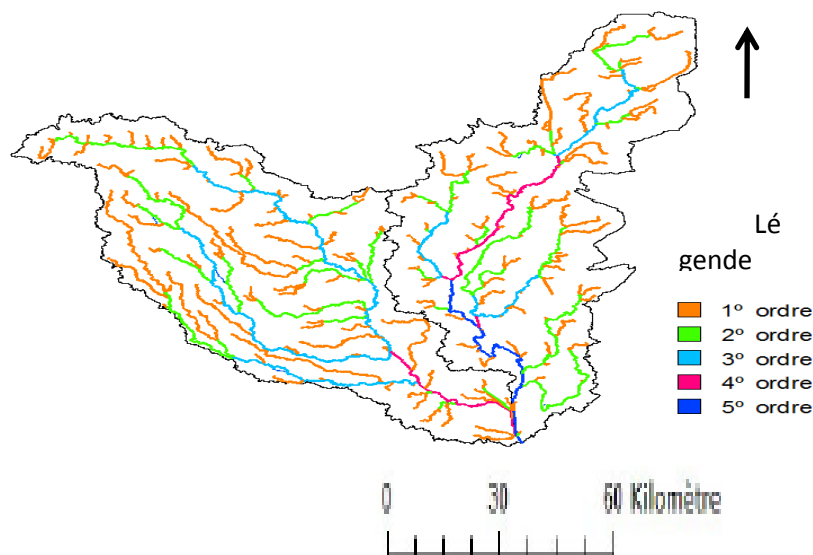 Lé
gende
1º ordre
2º ordre
3º ordre
4º ordre
5º ordre
0 30 60 Kilomètre